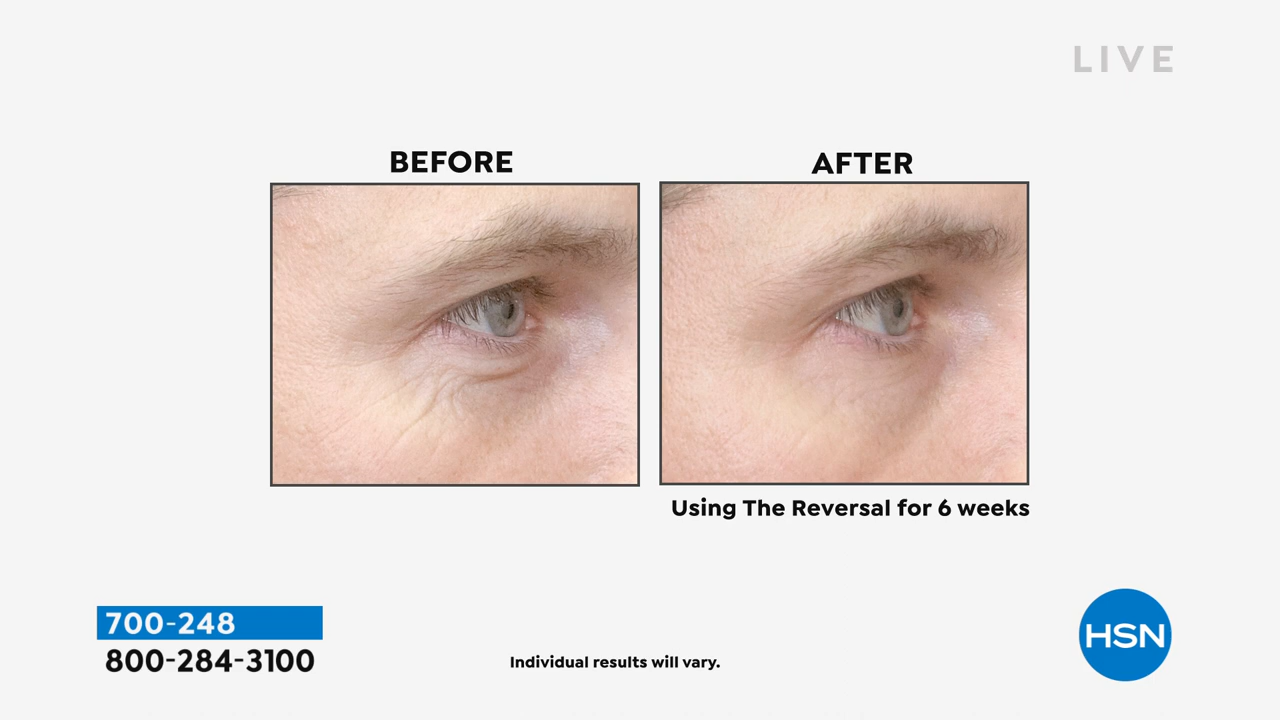 LIVE
BEFORE
AFTER
Using The Reversal for 6 weeks
700-248
800-284-3100
Individual results will vary.
HSN